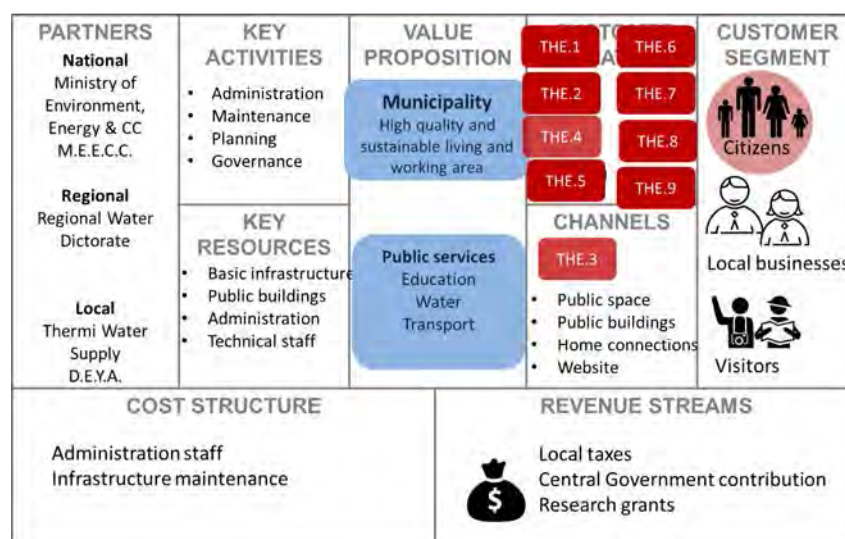 PARTNERS
National
Ministry of
Environment,
Energy & CC
M.E.E.C.C.
Regional
Regional Water
Dictorate
Local
Thermi Water
Supply
D.E.Y.A.
KEY
ACTIVITIES
• Administration
• Maintenance
• Planning
• Governance
KEY
RESOURCES
• Basic infrastructure
• Public buildings
• Administration
• Technical staff
VALUE
PROPOSITION
Municipality
High quality and
sustainable living and
working area
Public services
Education
Water
Transport
THE.1
THE.6
THE.2
THE.7
THE.4
THE.8
THE.5
THE.9
CHANNELS
THE.3
• Public space
• Public buildings
• Home connections
• Website
CUSTOMER
SEGMENT
Citizens
Local businesses
Visitors
COST STRUCTURE
Administration staff
Infrastructure maintenance
REVENUE STREAMS
$
Local taxes
Central Government contribution
Research grants